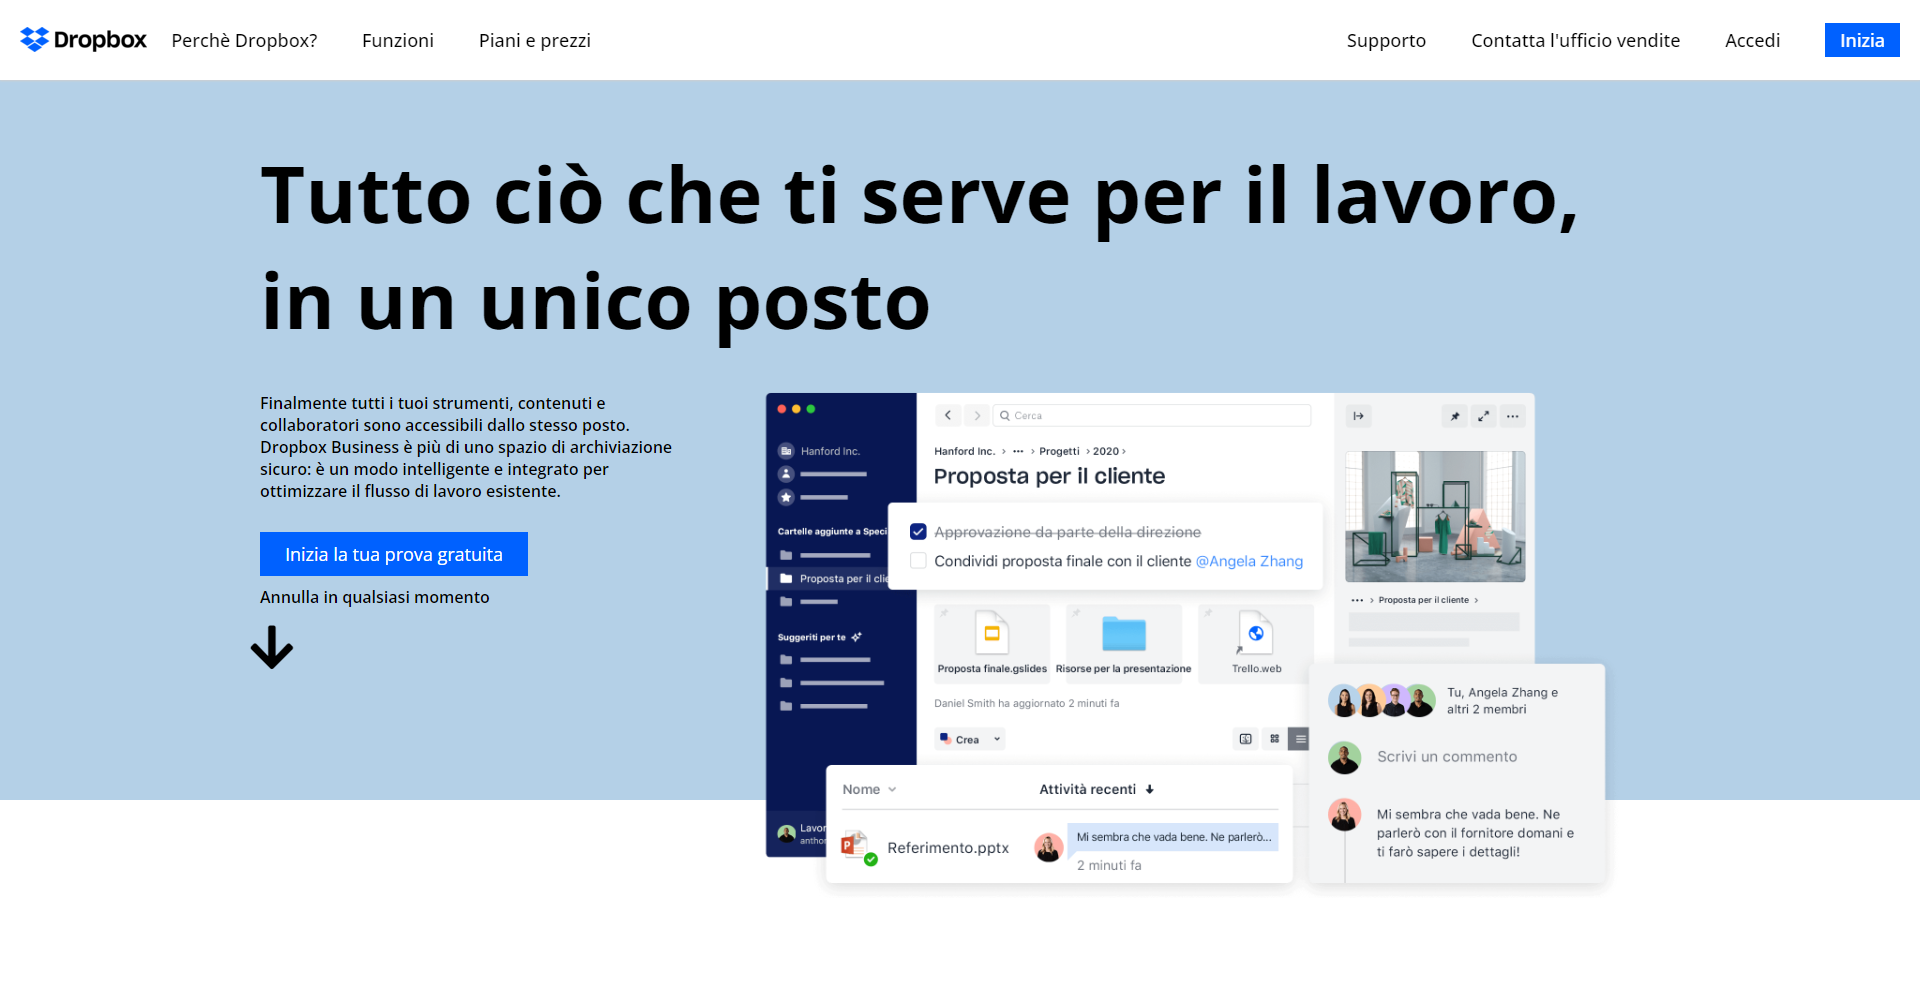 Dropbox
Perchè Dropbox?
Funzioni
Piani e prezzi
Supporto
Contatta l'ufficio vendite
Accedi
Inizia
Tutto ciò che ti serve per il lavoro,
in un unico posto
Finalmente tutti i tuoi strumenti, contenuti e
collaboratori sono accessibili dallo stesso posto.
Dropbox Business è più di uno spazio di archiviazione
sicuro: è un modo intelligente e integrato per
ottimizzare il flusso di lavoro esistente.
Inizia la tua prova gratuita
Annulla in qualsiasi momento
Hanford Inc.
Cartelle aggiunte a Speci
Proposta per il clie
Suggeriti per te
Lavor
anthon
Cerca
Hanford Inc. > ··· > Progetti > 2020 >
Proposta per il cliente
Approvazione da parte della direzione
Condividi proposta finale con il cliente @Angela Zhang
Proposta finale.gslides
Risorse per la presentazione
Trello.web
Daniel Smith ha aggiornato 2 minuti fa
Crea
Nome
Attività recenti
P
Referimento.pptx
Mi sembra che vada bene. Ne parlerò...
2 minuti fa
··· > Proposta per il cliente >
Tu, Angela Zhang e
altri 2 membri
Scrivi un commento
Mi sembra che vada bene. Ne
parlerò con il fornitore domani e
ti farò sapere i dettagli!